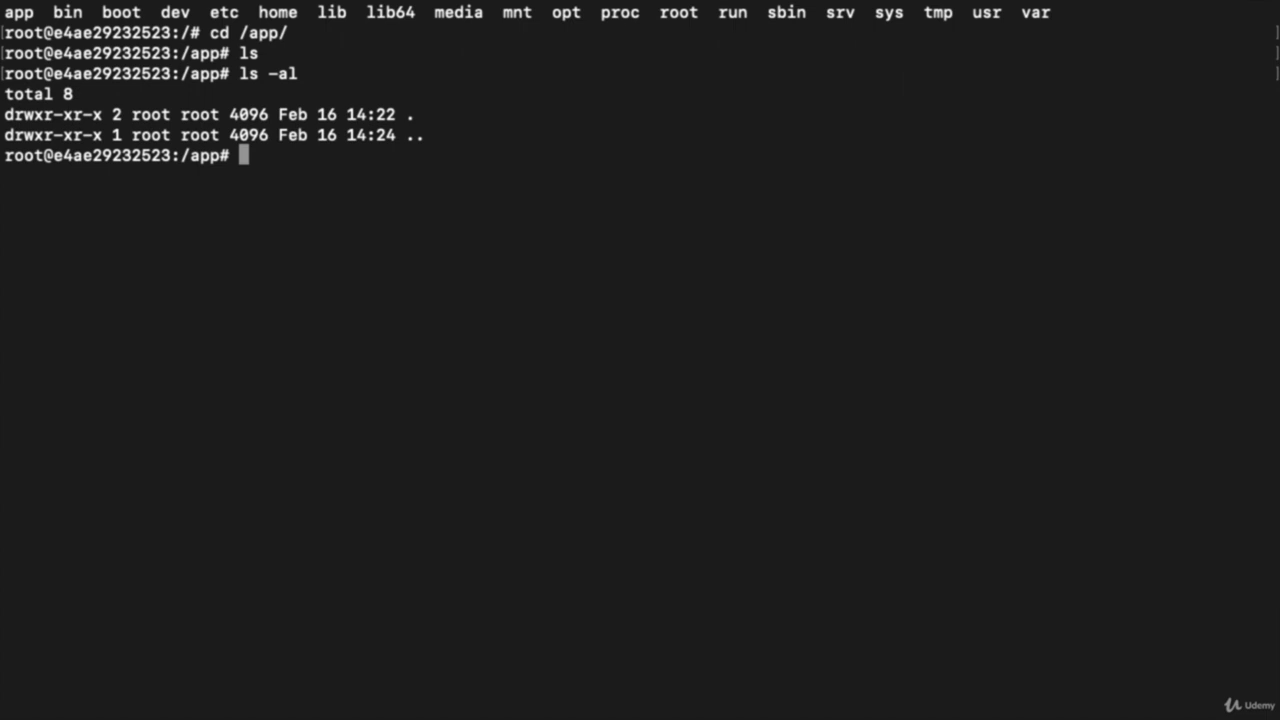 app  bin  boot  dev  etc  home  lib  lib64  media  mnt  opt  proc  root  run  sbin  srv  sys  tmp  usr  var
[root@e4ae29232523:/# cd /app/ ]
[root@e4ae29232523:/app# ls ]
[root@e4ae29232523:/app# ls -al ]
total 8
drwxr-xr-x 2 root root 4096 Feb 16 14:22 .
drwxr-xr-x 1 root root 4096 Feb 16 14:24 ..
root@e4ae29232523:/app#
Udemy